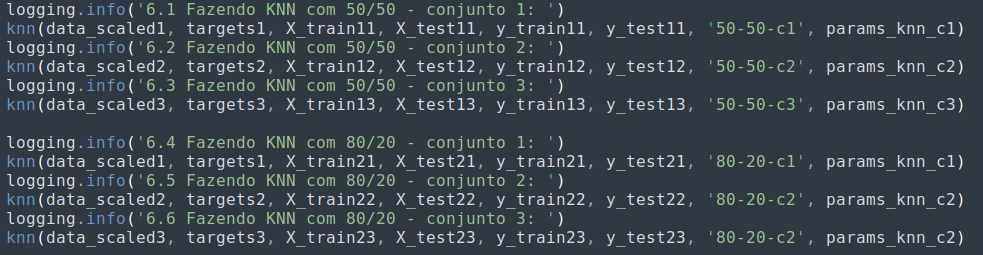 logging.info('6.1 Fazendo KNN com 50/50 - conjunto 1: ')
knn(data_scaled1, targets1, X_train11, X_test11, y_train11, y_test11, '50-50-c1', params_knn_c1)
logging.info('6.2 Fazendo KNN com 50/50 - conjunto 2: ')
knn(data_scaled2, targets2, X_train12, X_test12, y_train12, y_test12, '50-50-c2', params_knn_c2)
logging.info('6.3 Fazendo KNN com 50/50 - conjunto 3: ')
knn(data_scaled3, targets3, X_train13, X_test13, y_train13, y_test13, '50-50-c3', params_knn_c3)

logging.info('6.4 Fazendo KNN com 80/20 - conjunto 1: ')
knn(data_scaled1, targets1, X_train21, X_test21, y_train21, y_test21, '80-20-c1', params_knn_c1)
logging.info('6.5 Fazendo KNN com 80/20 - conjunto 2: ')
knn(data_scaled2, targets2, X_train22, X_test22, y_train22, y_test22, '80-20-c2', params_knn_c2)
logging.info('6.6 Fazendo KNN com 80/20 - conjunto 3: ')
knn(data_scaled3, targets3, X_train23, X_test23, y_train23, y_test23, '80-20-c2', params_knn_c2)